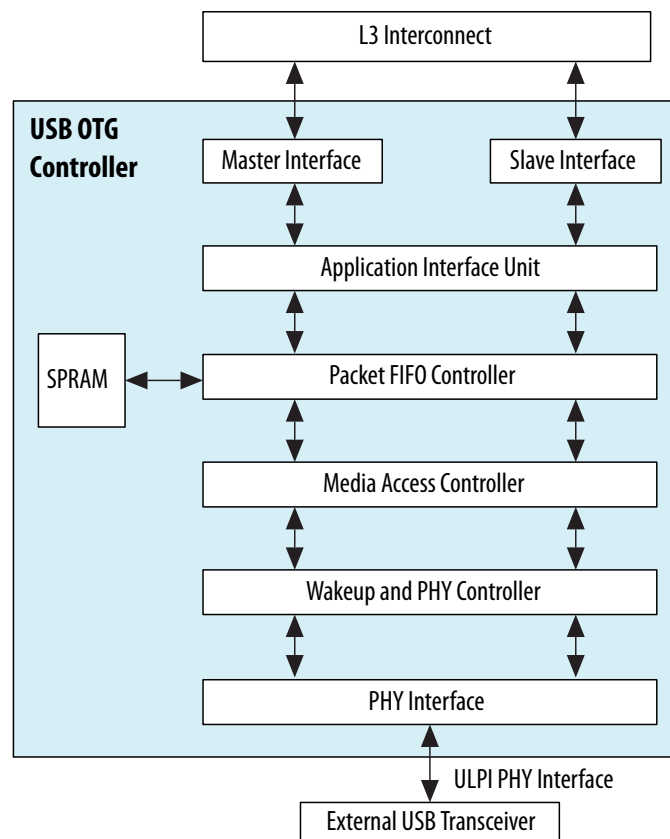 L3 Interconnect
USB OTG
Controller
Master Interface
Slave Interface
Application Interface Unit
SPRAM
Packet FIFO Controller
Media Access Controller
Wakeup and PHY Controller
PHY Interface
ULPI PHY Interface
External USB Transceiver